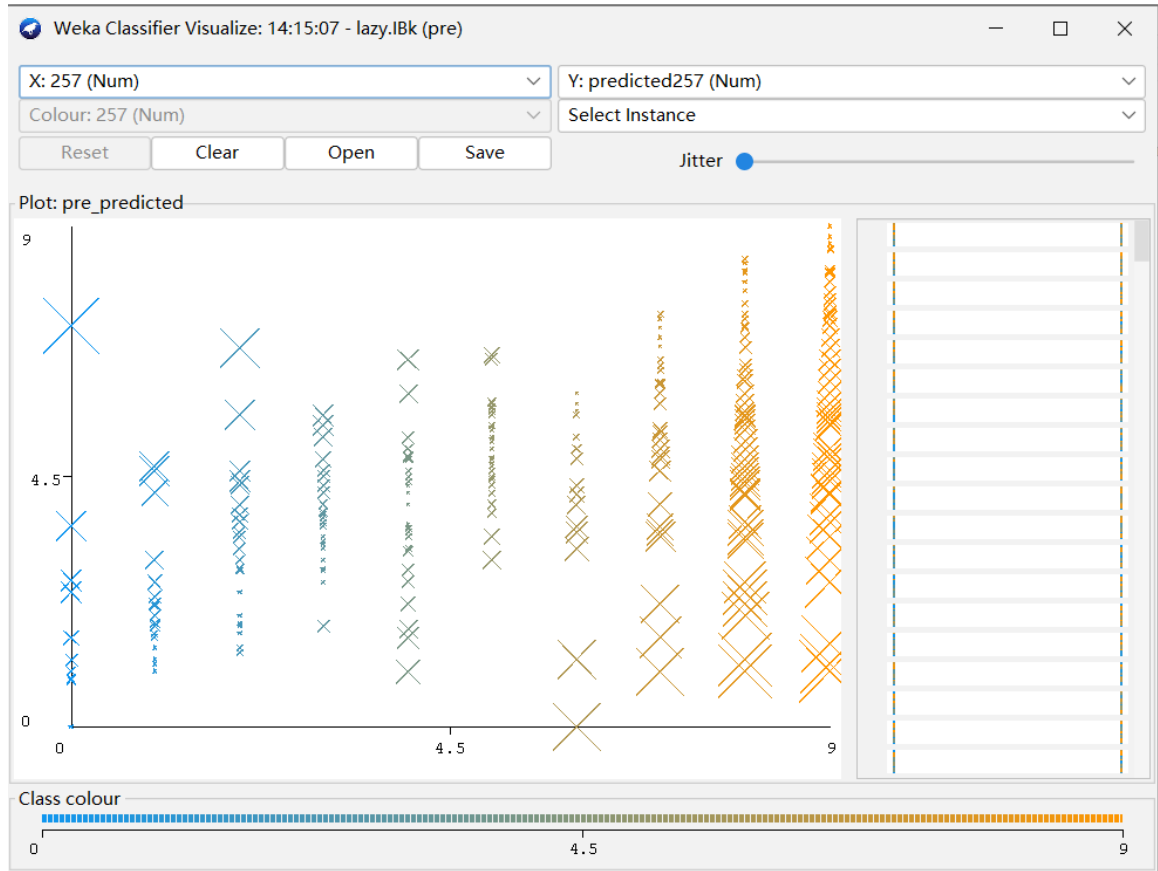 Weka Classifier Visualize: 14:15:07 - lazy.IBk (pre)
X: 257 (Num)
Y: predicted257 (Num)
Colour: 257 (Num)
Select Instance
Reset
Clear
Open
Save
Jitter
Plot: pre_predicted
9
4.5
0
0
4.5
9
Class colour
0
4.5
9